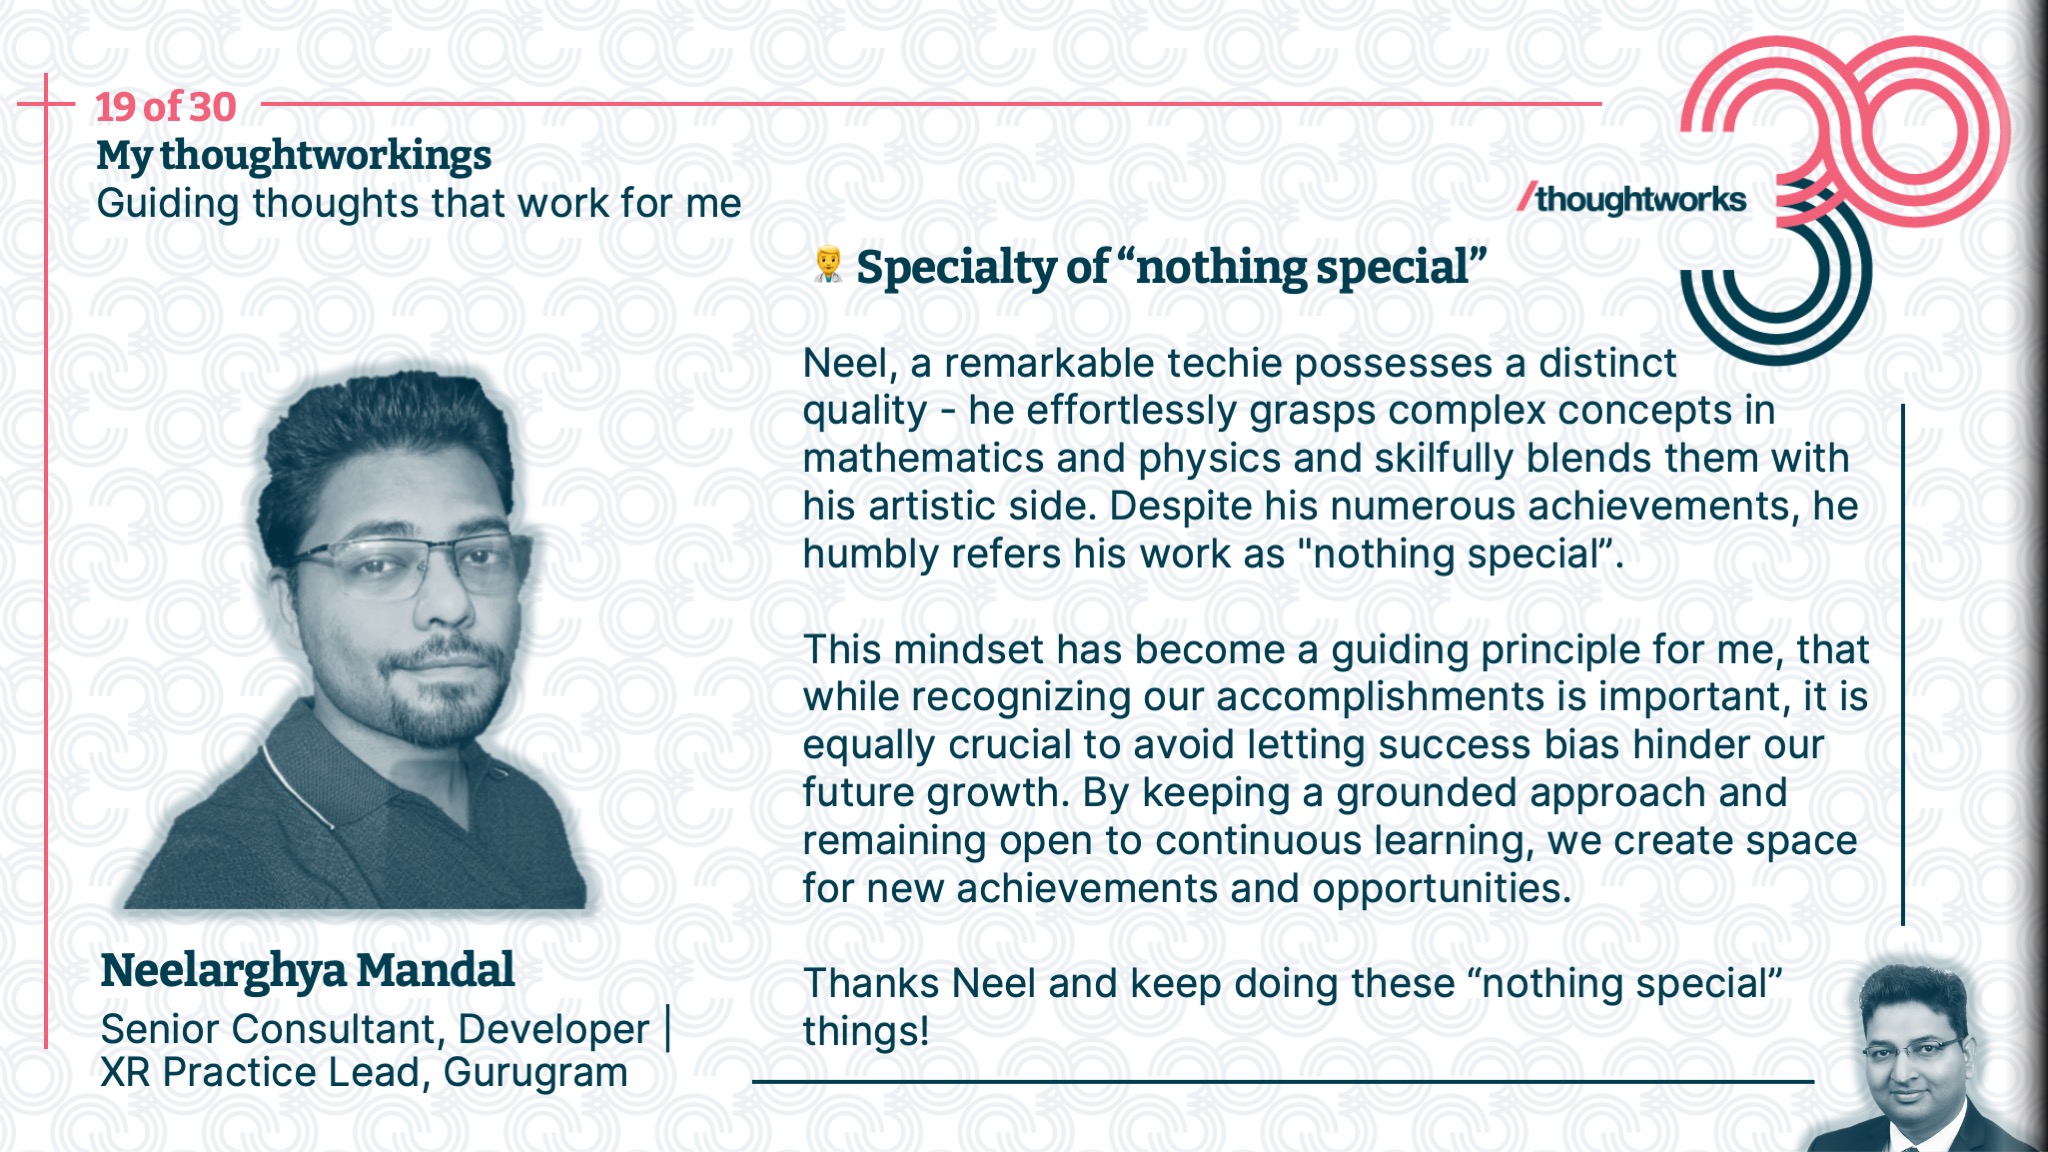 19 of 30
My thoughtworkings
Guiding thoughts that work for me
/thoughtworks
30
👨‍⚕️ Specialty of “nothing special”
Neel, a remarkable techie possesses a distinct
quality - he effortlessly grasps complex concepts in
mathematics and physics and skilfully blends them with
his artistic side. Despite his numerous achievements, he
humbly refers his work as "nothing special”.
This mindset has become a guiding principle for me, that
while recognizing our accomplishments is important, it is
equally crucial to avoid letting success bias hinder our
future growth. By keeping a grounded approach and
remaining open to continuous learning, we create space
for new achievements and opportunities.
Thanks Neel and keep doing these “nothing special”
things!
Neelarghya Mandal
Senior Consultant, Developer |
XR Practice Lead, Gurugram